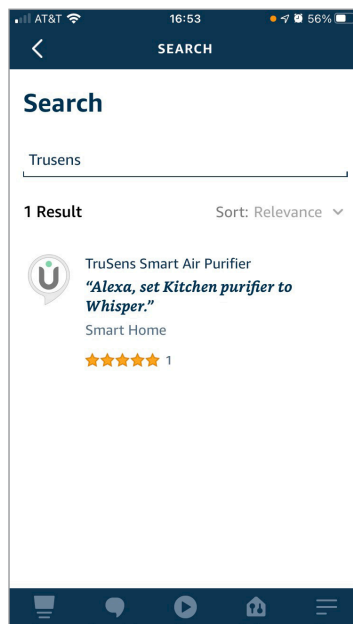 AT&T 16:53 56%
SEARCH
Search
Trusens
1 Result Sort: Relevance
TruSens Smart Air Purifier
“Alexa, set Kitchen purifier to
Whisper.”
Smart Home
1